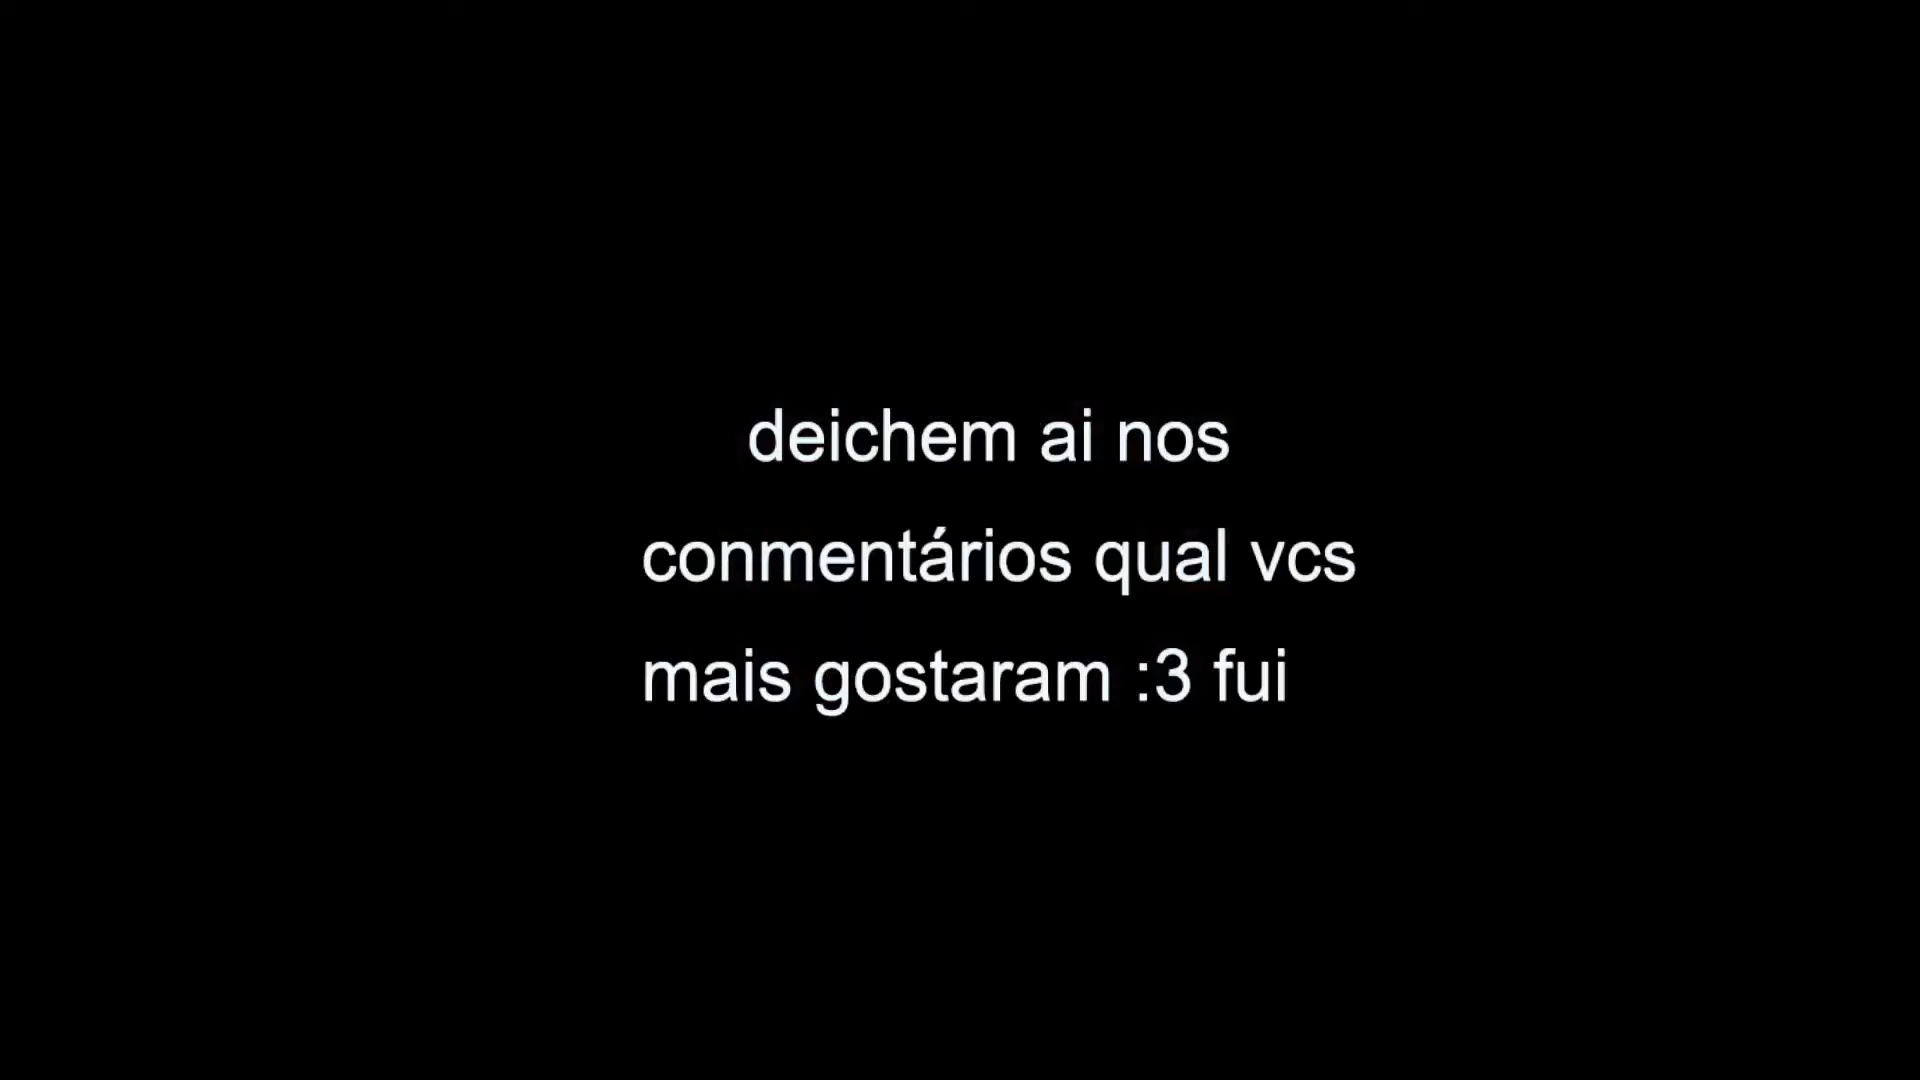 deichem ai nos
conmentários qual vcs
mais gostaram :3 fui